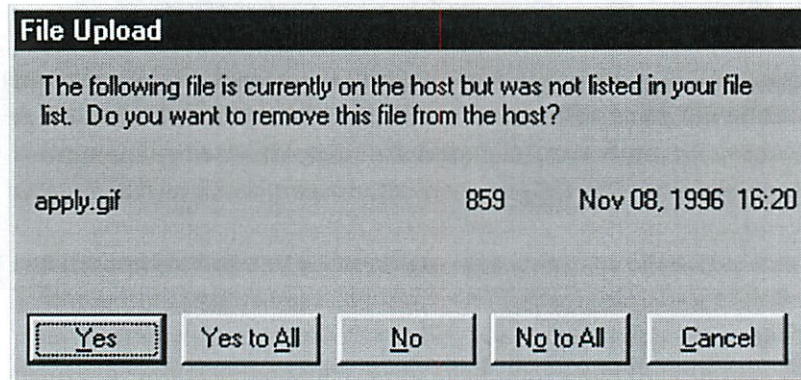 File Upload
The following file is currently on the host but was not listed in your file
list. Do you want to remove this file from the host?
apply.gif 859 Nov 08, 1996 16:20
Yes Yes to All No No to All Cancel